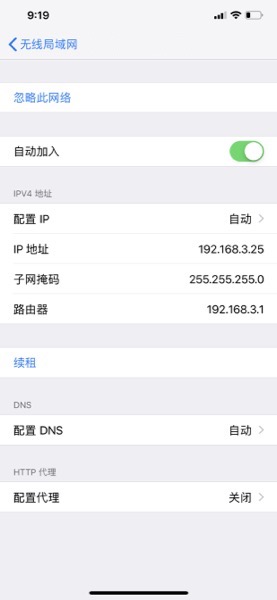 9:19
无线局域网
忽略此网络
自动加入
IPV4 地址
配置 IP 自动
IP 地址 192.168.3.25
子网掩码 255.255.255.0
路由器 192.168.3.1
续租
DNS
配置 DNS 自动
HTTP 代理
配置代理 关闭